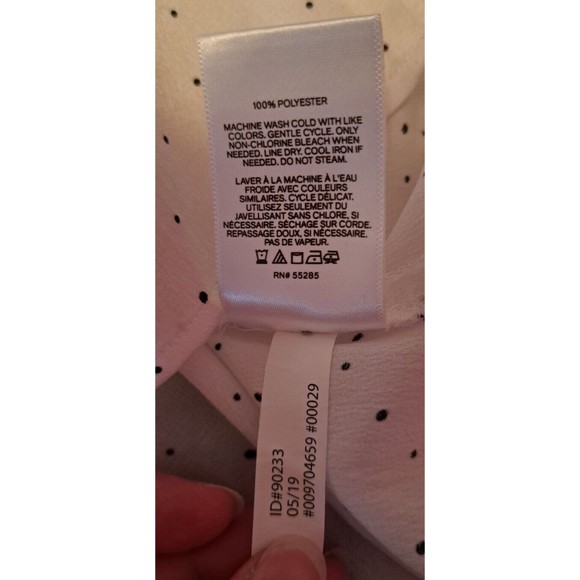 100% POLYESTER
MACHINE WASH COLD WITH LIKE
COLORS. GENTLE CYCLE. ONLY
NON-CHLORINE BLEACH WHEN
NEEDED. LINE DRY. COOL IRON IF
NEEDED. DO NOT STEAM.
LAVER À LA MACHINE À L'EAU
FROIDE AVEC COULEURS
SIMILAIRES. CYCLE DÉLICAT.
UTILISEZ SEULEMENT DU
JAVELLISANT SANS CHLORE, SI
NÉCESSAIRE. SÉCHAGE SUR CORDE.
REPASSAGE DOUX, SI NÉCESSAIRE.
PAS DE VAPEUR.
RN# 55285
ID#90233
05/19
#009704659 #00029